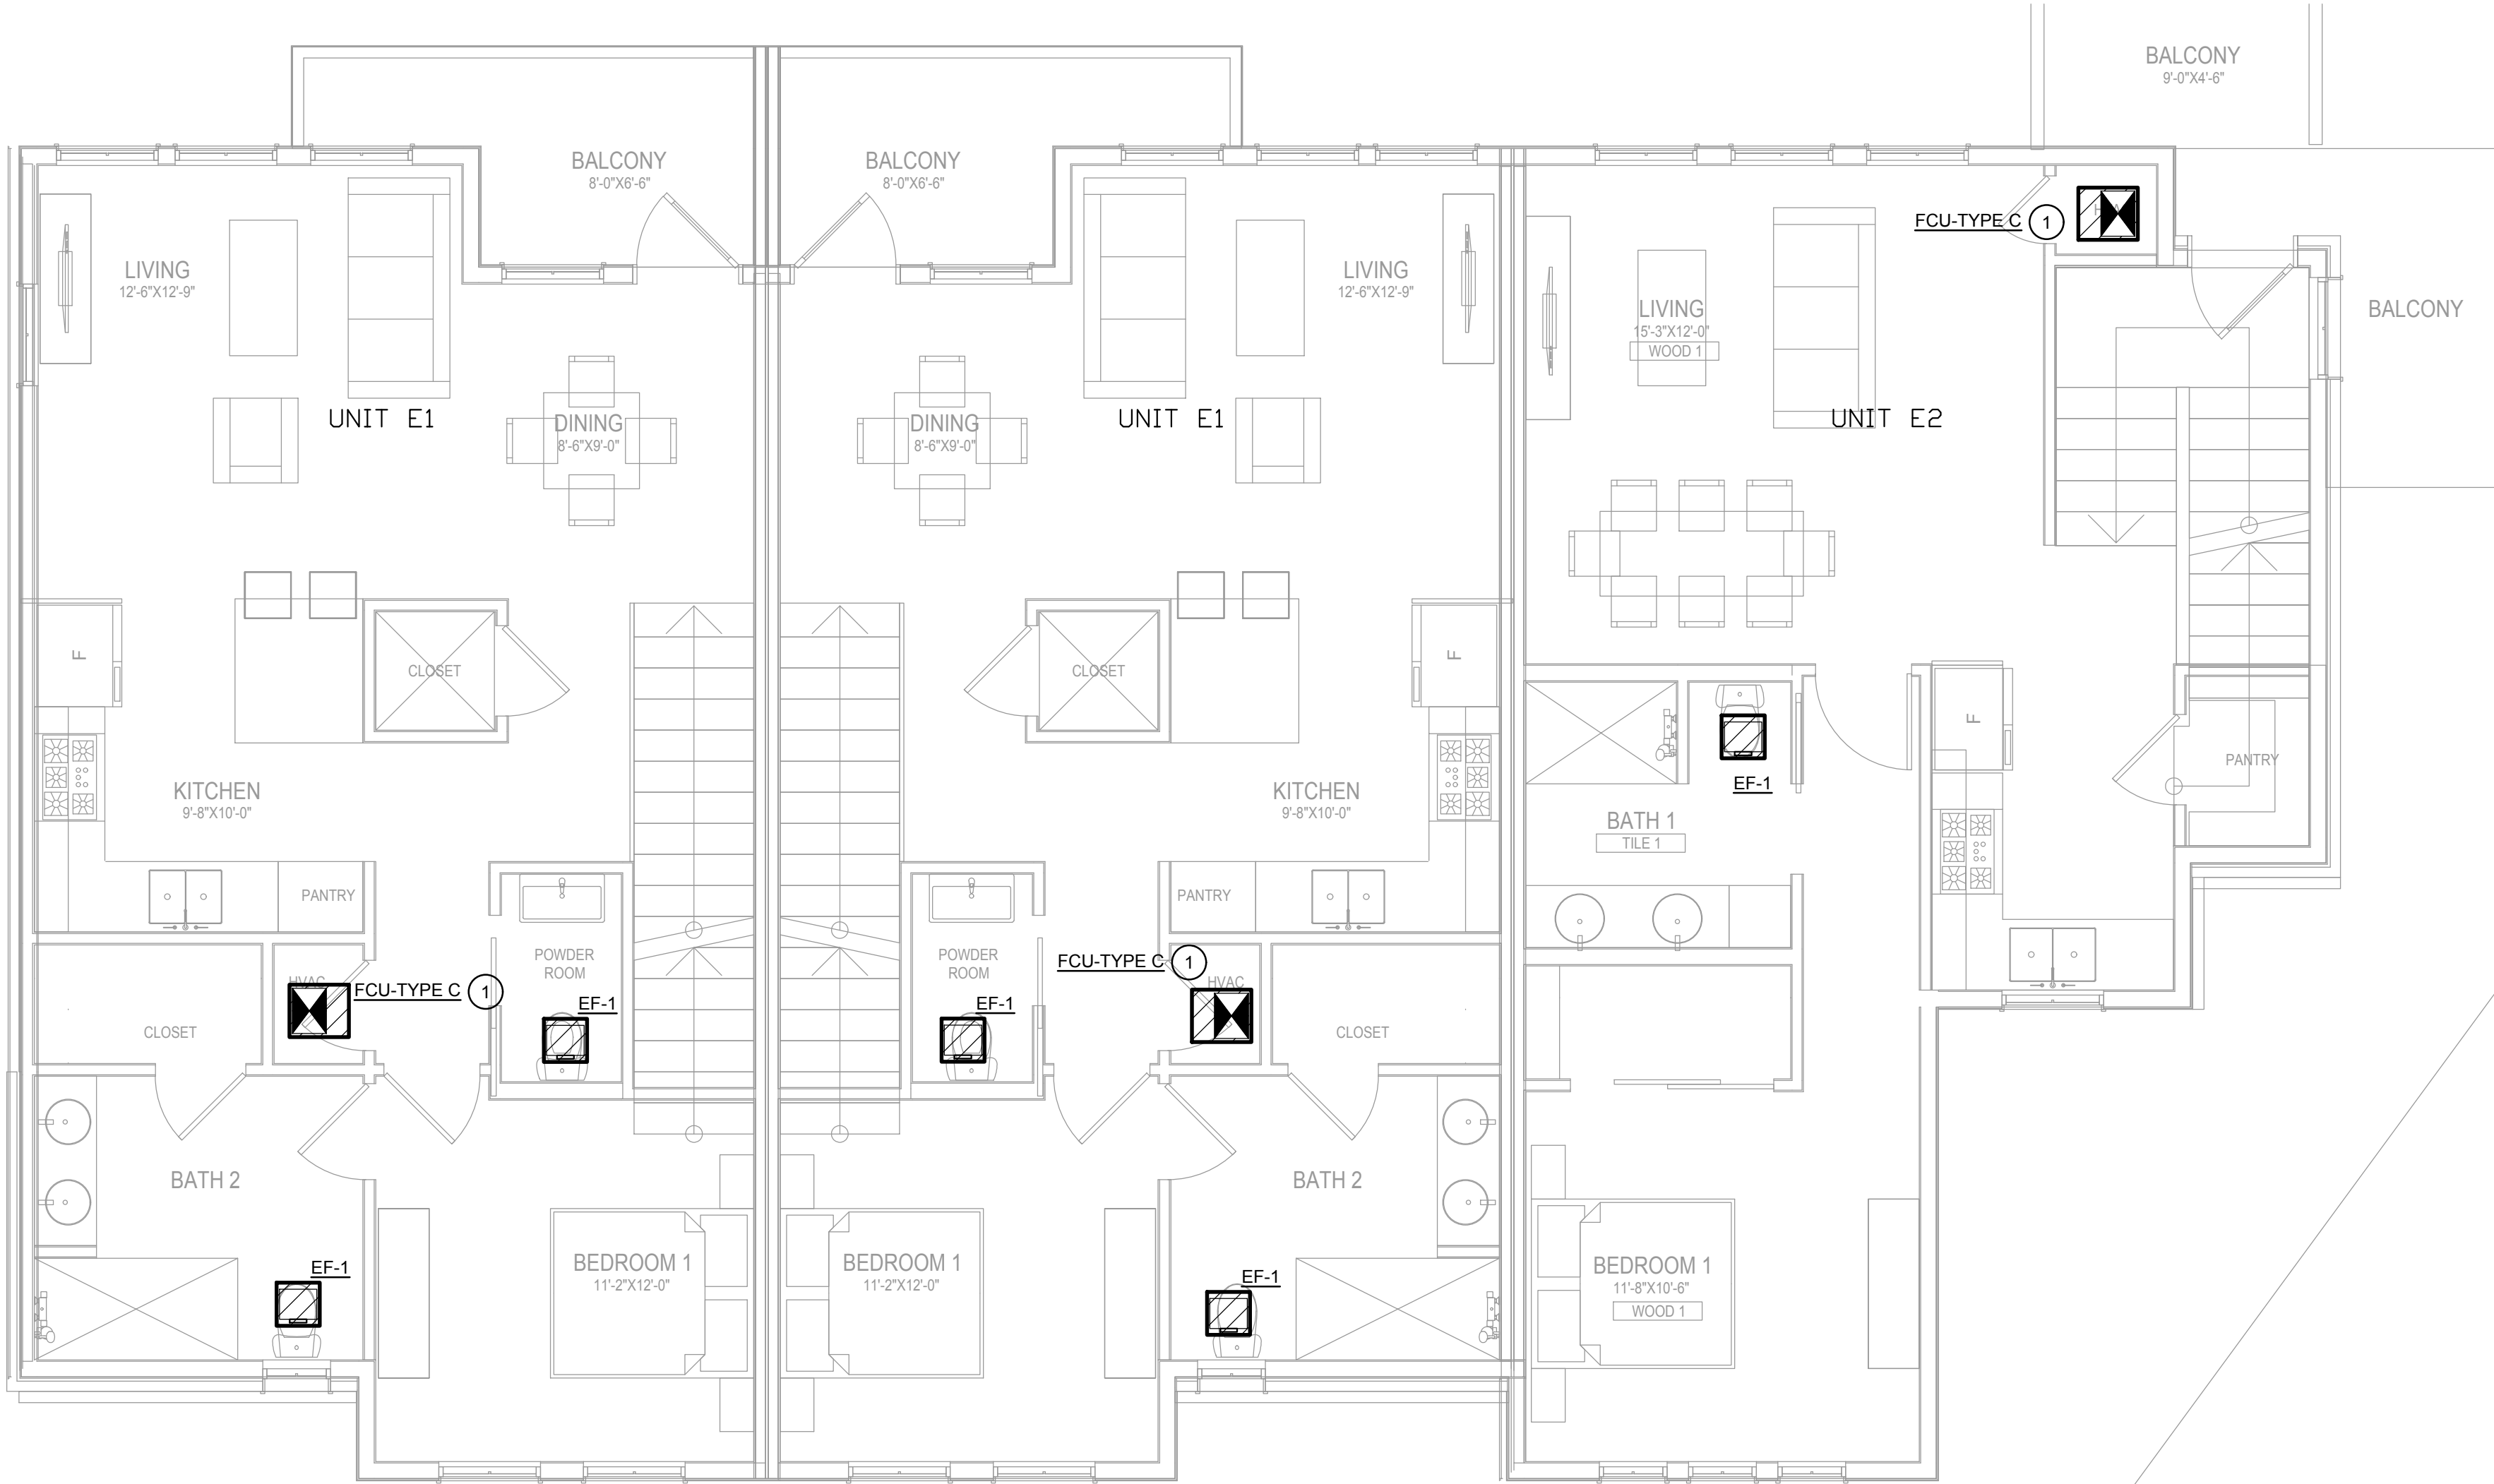 BALCONY
9'-0"X4'-6"
BALCONY
8'-0"X6'-6"
BALCONY
8'-0"X6'-6"
FCU-TYPE C 1
LIVING
12'-6"X12'-9"
LIVING
12'-6"X12'-9"
LIVING
15'-3"X12'-0"
WOOD 1
BALCONY
UNIT E1
DINING
8'-6"X9'-0"
DINING
8'-6"X9'-0"
UNIT E1
UNIT E2
F
CLOSET
CLOSET
F
F
PANTRY
EF-1
KITCHEN
9'-8"X10'-0"
KITCHEN
9'-8"X10'-0"
BATH 1
TILE 1
PANTRY
PANTRY
POWDER
ROOM
POWDER
ROOM
HVAC
FCU-TYPE C 1
FCU-TYPE C 1
HVAC
EF-1
EF-1
CLOSET
CLOSET
BATH 2
BATH 2
EF-1
BEDROOM 1
11'-2"X12'-0"
BEDROOM 1
11'-2"X12'-0"
EF-1
BEDROOM 1
11'-8"X10'-6"
WOOD 1